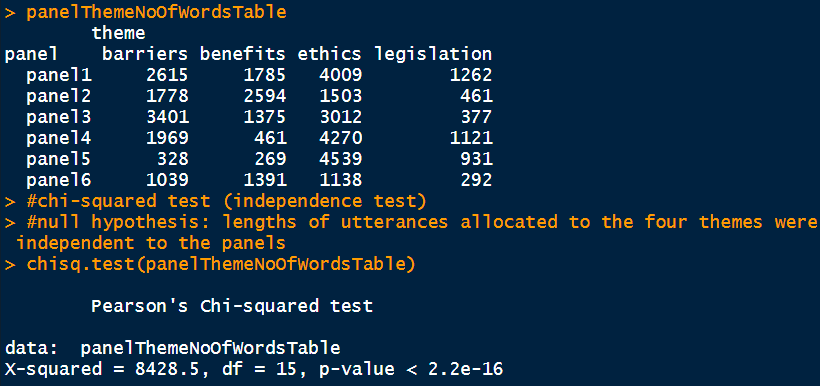 > panelThemeNoOfWordsTable
theme
panel barriers benefits ethics legislation
panel1 2615 1785 4009 1262
panel2 1778 2594 1503 461
panel3 3401 1375 3012 377
panel4 1969 461 4270 1121
panel5 328 269 4539 931
panel6 1039 1391 1138 292
> #chi-squared test (independence test)
> #null hypothesis: lengths of utterances allocated to the four themes were
independent to the panels
> chisq.test(panelThemeNoOfWordsTable)
Pearson's Chi-squared test
data: panelThemeNoOfWordsTable
X-squared = 8428.5, df = 15, p-value < 2.2e-16